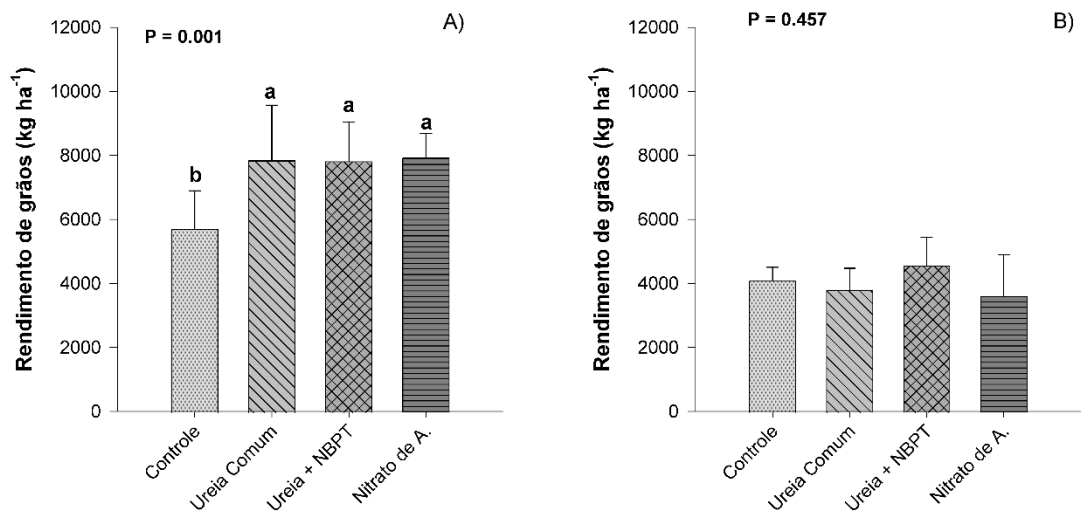 A)
P = 0.001
Rendimento de grãos (kg ha⁻¹)
12000
10000
8000
6000
4000
2000
0
b
a
a
a
Controle
Ureia Comum
Ureia + NBPT
Nitrato de A.
B)
P = 0.457
Rendimento de grãos (kg ha⁻¹)
12000
10000
8000
6000
4000
2000
0
Controle
Ureia Comum
Ureia + NBPT
Nitrato de A.